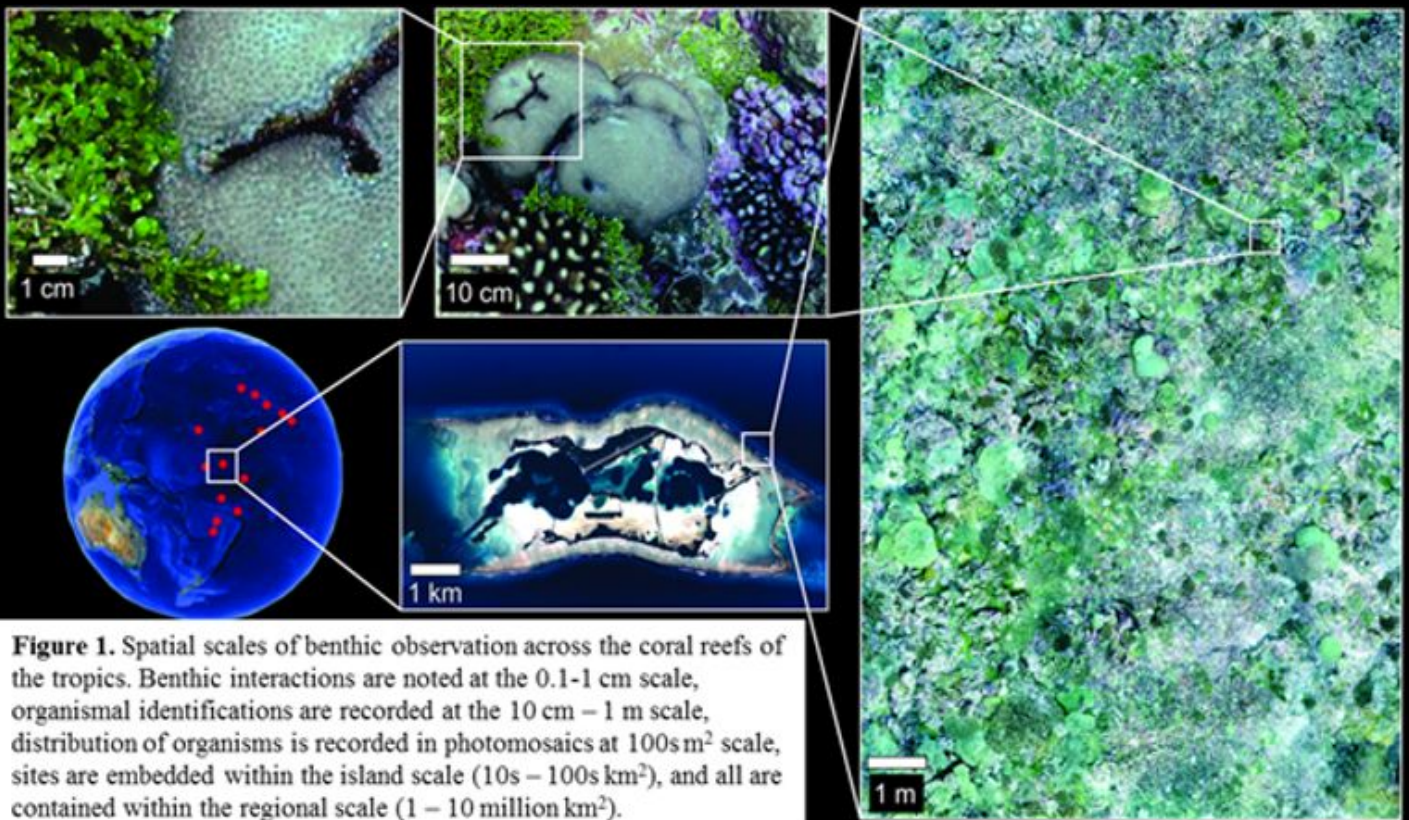 1 cm
10 cm
1 km
1 m
Figure 1. Spatial scales of benthic observation across the coral reefs of
the tropics. Benthic interactions are noted at the 0.1-1 cm scale,
organismal identifications are recorded at the 10 cm – 1 m scale,
distribution of organisms is recorded in photomosaics at 100s m² scale,
sites are embedded within the island scale (10s – 100s km²), and all are
contained within the regional scale (1 – 10 million km²).